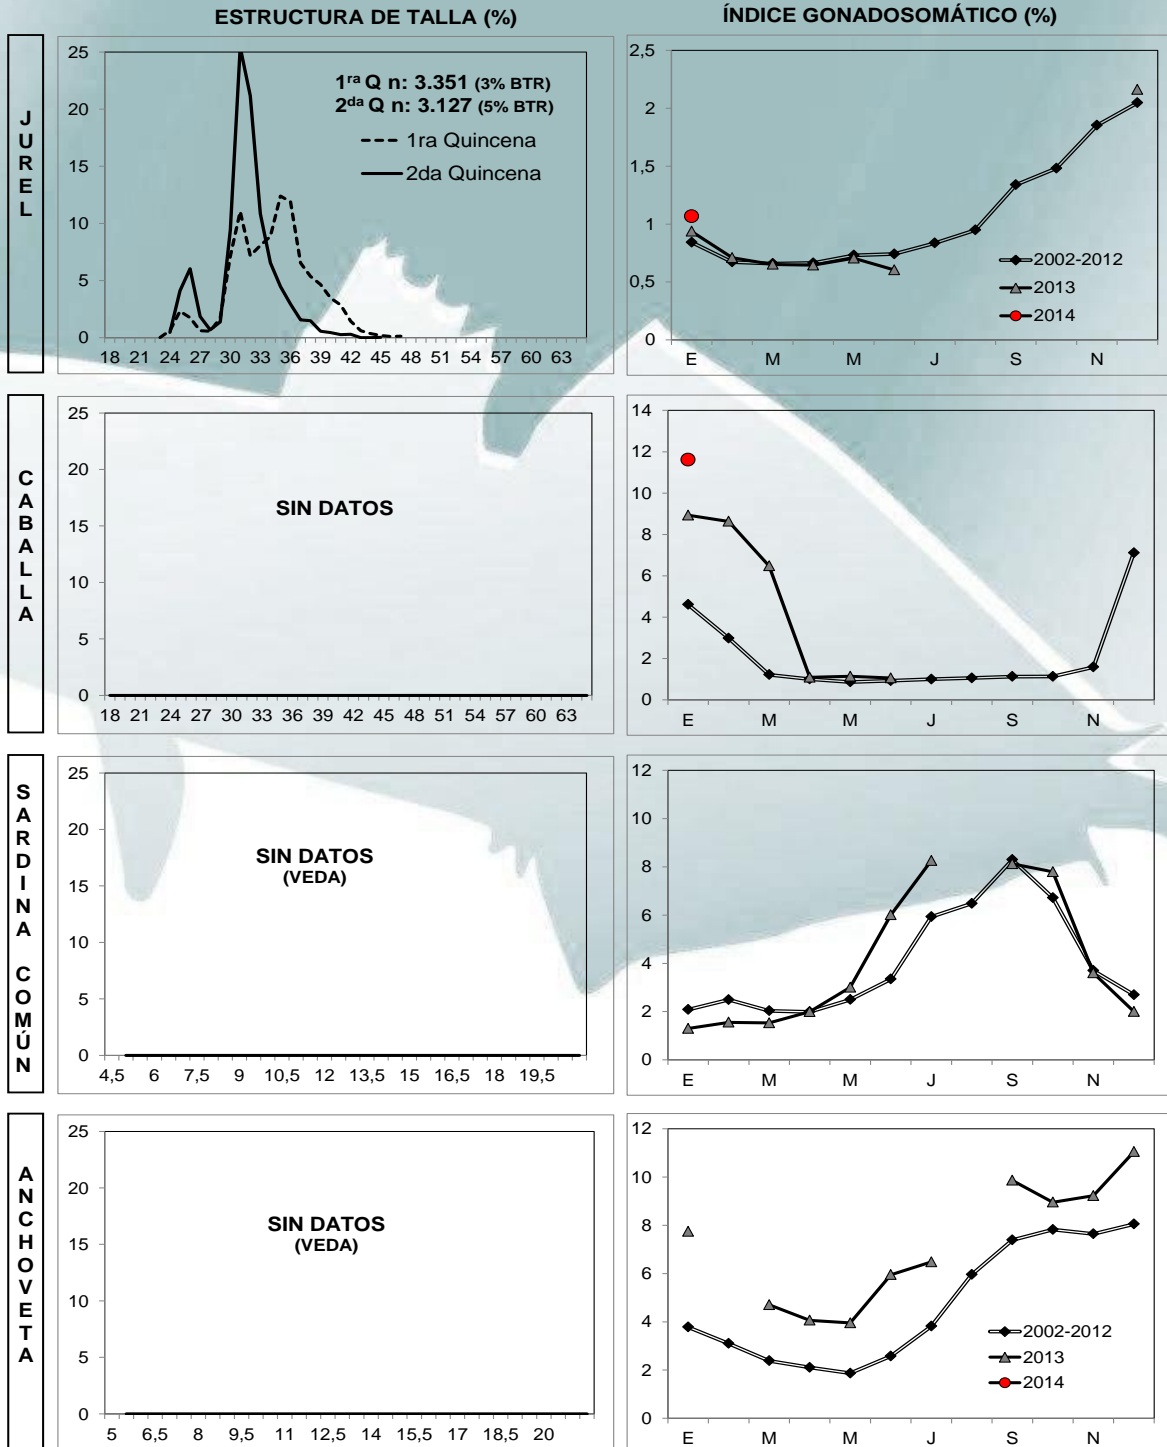 ESTRUCTURA DE TALLA (%)
ÍNDICE GONADOSOMÁTICO (%)
JUREL
25
20
15
10
5
0
1ra Q n: 3.351 (3% BTR)
2da Q n: 3.127 (5% BTR)
1ra Quincena
2da Quincena
18 21 24 27 30 33 36 39 42 45 48 51 54 57 60 63
2,5
2
1,5
1
0,5
0
2002-2012
2013
2014
E M M J S N
CABALLA
25
20
15
10
5
0
SIN DATOS
18 21 24 27 30 33 36 39 42 45 48 51 54 57 60 63
14
12
10
8
6
4
2
0
E M M J S N
SARDINA COMÚN
25
20
15
10
5
0
SIN DATOS
(VEDA)
4,5 6 7,5 9 10,5 12 13,5 15 16,5 18 19,5
12
10
8
6
4
2
0
E M M J S N
ANCHOVETA
25
20
15
10
5
0
SIN DATOS
(VEDA)
5 6,5 8 9,5 11 12,5 14 15,5 17 18,5 20
12
10
8
6
4
2
0
2002-2012
2013
2014
E M M J S N